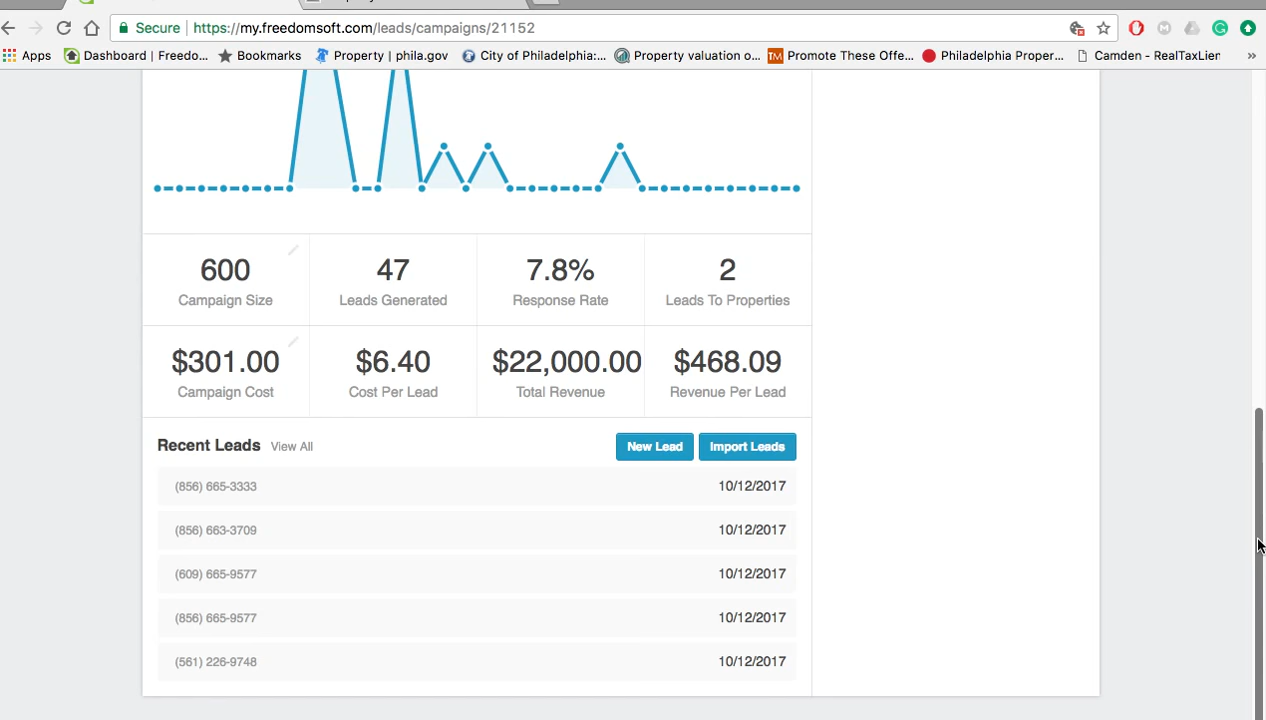 Secure https://my.freedomsoft.com/leads/campaigns/21152
Apps Dashboard | Freedo... Bookmarks Property | phila.gov City of Philadelphia:... Property valuation o... TM Promote These Offe... Philadelphia Proper... Camden - RealTaxLien »
600 47 7.8% 2
Campaign Size Leads Generated Response Rate Leads To Properties
$301.00 $6.40 $22,000.00 $468.09
Campaign Cost Cost Per Lead Total Revenue Revenue Per Lead
Recent Leads View All New Lead Import Leads
(856) 665-3333 10/12/2017
(856) 663-3709 10/12/2017
(609) 665-9577 10/12/2017
(856) 665-9577 10/12/2017
(561) 226-9748 10/12/2017